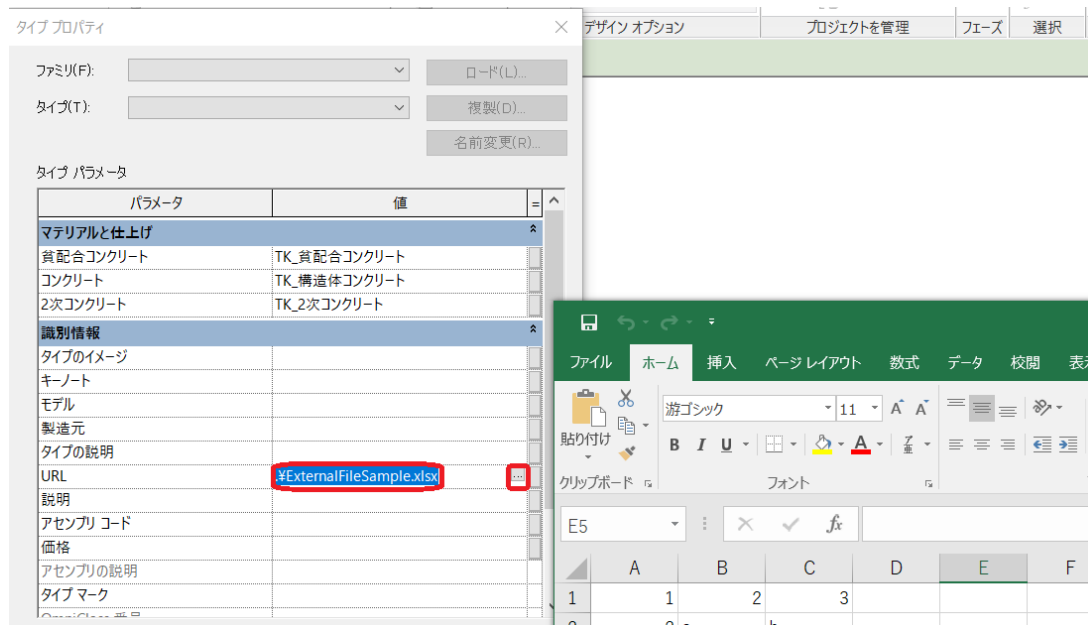 タイプ プロパティ
デザイン オプション
プロジェクトを管理
フェーズ
選択
ファミリ(F):
ロード(L)...
タイプ(T):
複製(D)...
名前変更(R)...
タイプ パラメータ
パラメータ 値 =
マテリアルと仕上げ
貧配合コンクリート TK_貧配合コンクリート
コンクリート TK_構造体コンクリート
2次コンクリート TK_2次コンクリート
識別情報
タイプのイメージ
キーノート
モデル
製造元
タイプの説明
URL .¥ExternalFileSample.xlsx ...
説明
アセンブリ コード
価格
アセンブリの説明
タイプ マーク
OmniClass 番号
ファイル ホーム 挿入 ページ レイアウト 数式 データ 校閲
貼り付け
游ゴシック 11 A A
B I U A
クリップボード フォント
E5 fx
A B C D E F
1 1 2 3